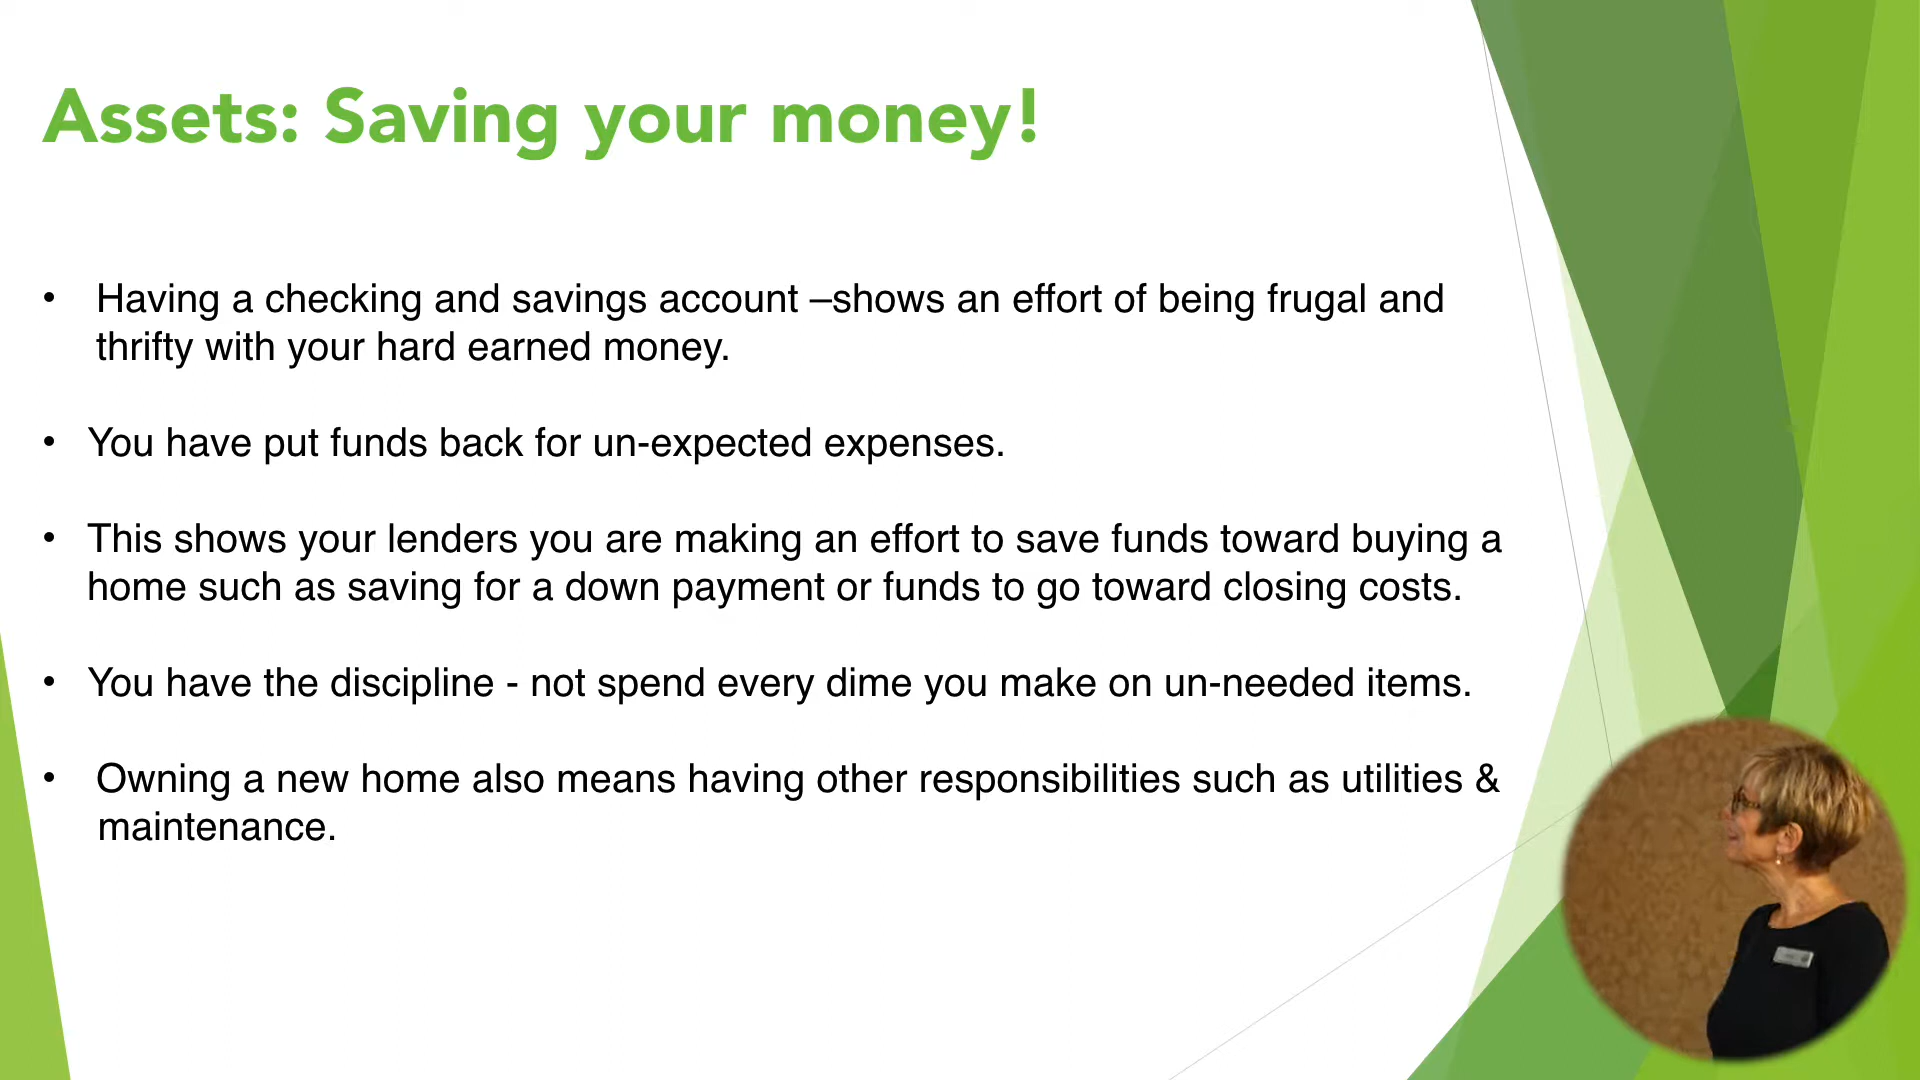 Assets: Saving your money!
• Having a checking and savings account –shows an effort of being frugal and
thrifty with your hard earned money.
• You have put funds back for un-expected expenses.
• This shows your lenders you are making an effort to save funds toward buying a
home such as saving for a down payment or funds to go toward closing costs.
• You have the discipline - not spend every dime you make on un-needed items.
• Owning a new home also means having other responsibilities such as utilities &
maintenance.